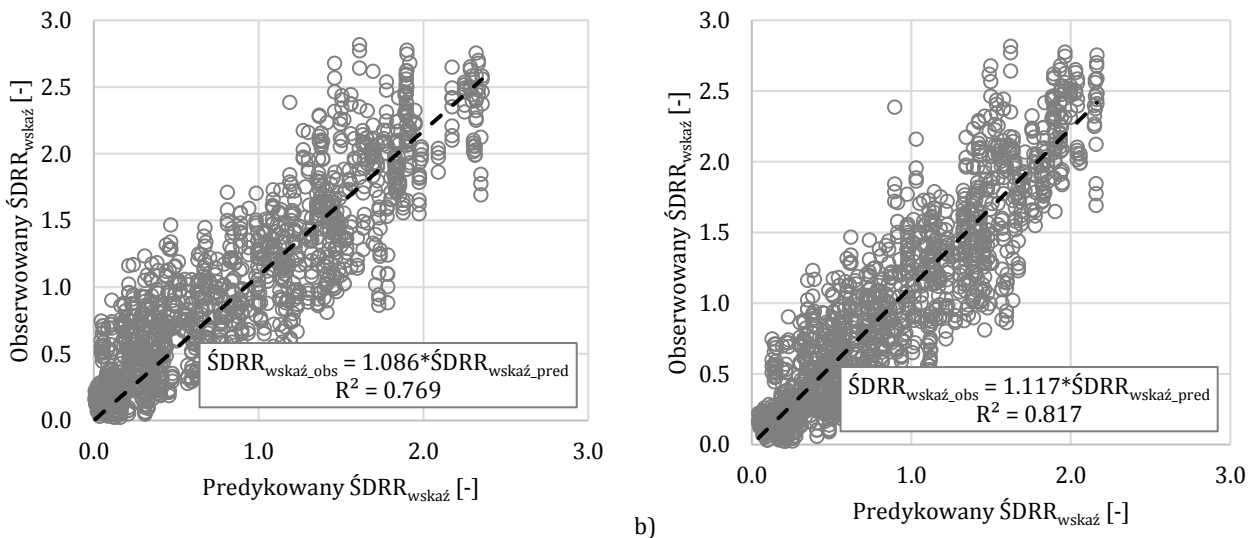 3.0
2.5
2.0
1.5
1.0
0.5
0.0
Obserwowany ŚDRRwskaź [-]
ŚDRRwskaź_obs = 1.086*ŚDRRwskaź_pred
R² = 0.769
0.0 1.0 2.0 3.0
Predykowany ŚDRRwskaź [-]
b)
3.0
2.5
2.0
1.5
1.0
0.5
0.0
Obserwowany ŚDRRwskaź [-]
ŚDRRwskaź_obs = 1.117*ŚDRRwskaź_pred
R² = 0.817
0.0 1.0 2.0 3.0
Predykowany ŚDRRwskaź [-]